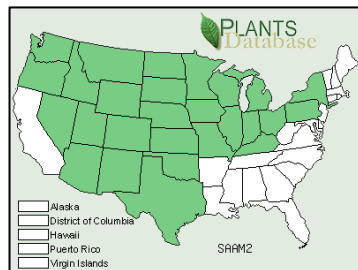 PLANTS
Database
Alaska
District of Columbia
Hawaii
Puerto Rico
Virgin Islands
SAAM2